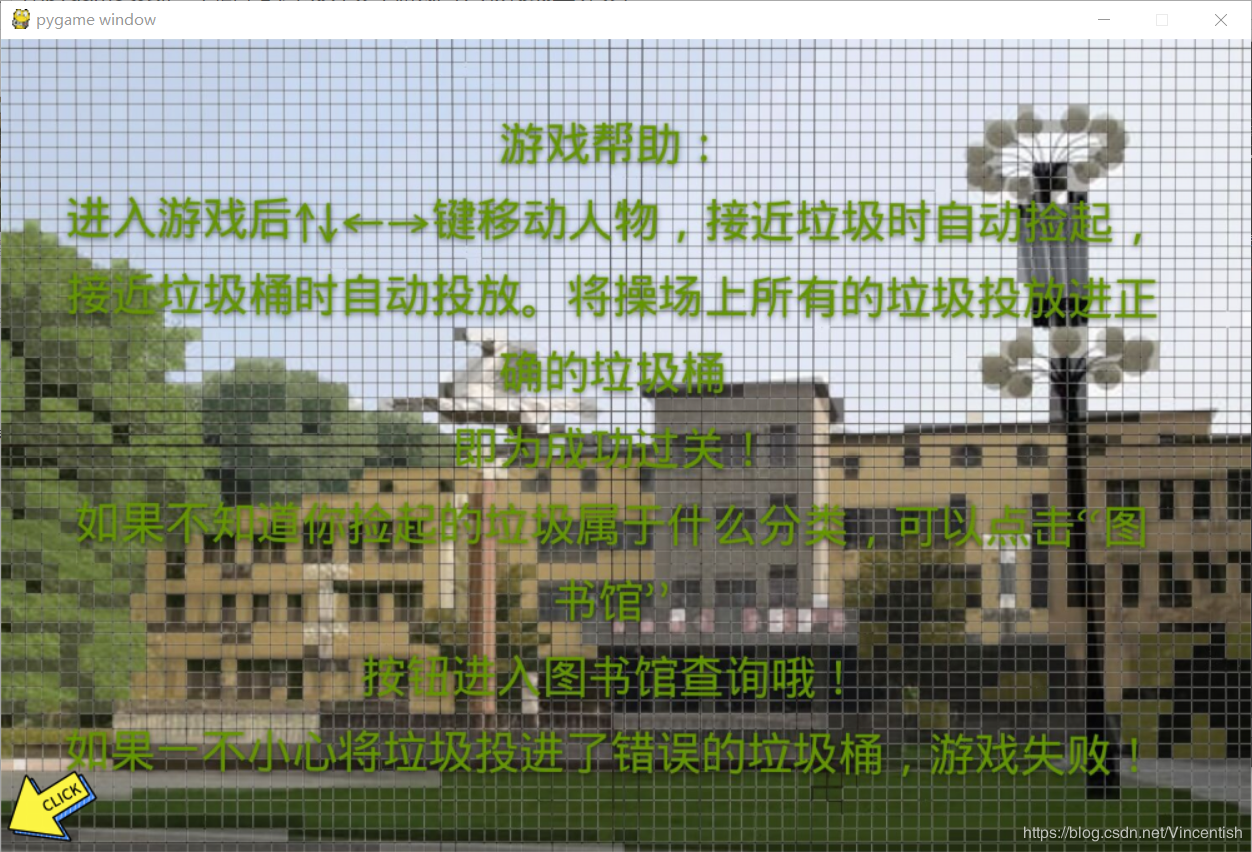 pygame window
游戏帮助：
进入游戏后↑↓←→键移动人物，接近垃圾时自动捡起，
接近垃圾桶时自动投放。将操场上所有的垃圾投放进正
确的垃圾桶
即为成功过关！
如果不知道你捡起的垃圾属于什么分类，可以点击“图
书馆”
按钮进入图书馆查询哦！
如果一不小心将垃圾投进了错误的垃圾桶，游戏失败！
CLICK
https://blog.csdn.net/Vincentish